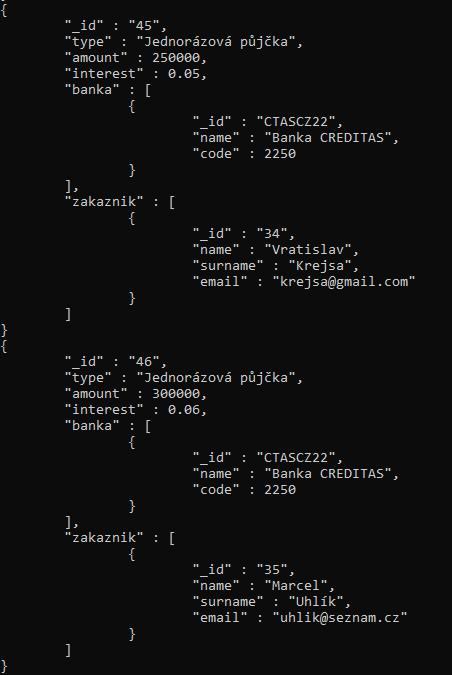 {
        "_id" : "45",
        "type" : "Jednorázová půjčka",
        "amount" : 250000,
        "interest" : 0.05,
        "banka" : [
                {
                        "_id" : "CTASCZ22",
                        "name" : "Banka CREDITAS",
                        "code" : 2250
                }
        ],
        "zakaznik" : [
                {
                        "_id" : "34",
                        "name" : "Vratislav",
                        "surname" : "Krejsa",
                        "email" : "krejsa@gmail.com"
                }
        ]
}
{
        "_id" : "46",
        "type" : "Jednorázová půjčka",
        "amount" : 300000,
        "interest" : 0.06,
        "banka" : [
                {
                        "_id" : "CTASCZ22",
                        "name" : "Banka CREDITAS",
                        "code" : 2250
                }
        ],
        "zakaznik" : [
                {
                        "_id" : "35",
                        "name" : "Marcel",
                        "surname" : "Uhlík",
                        "email" : "uhlik@seznam.cz"
                }
        ]
}